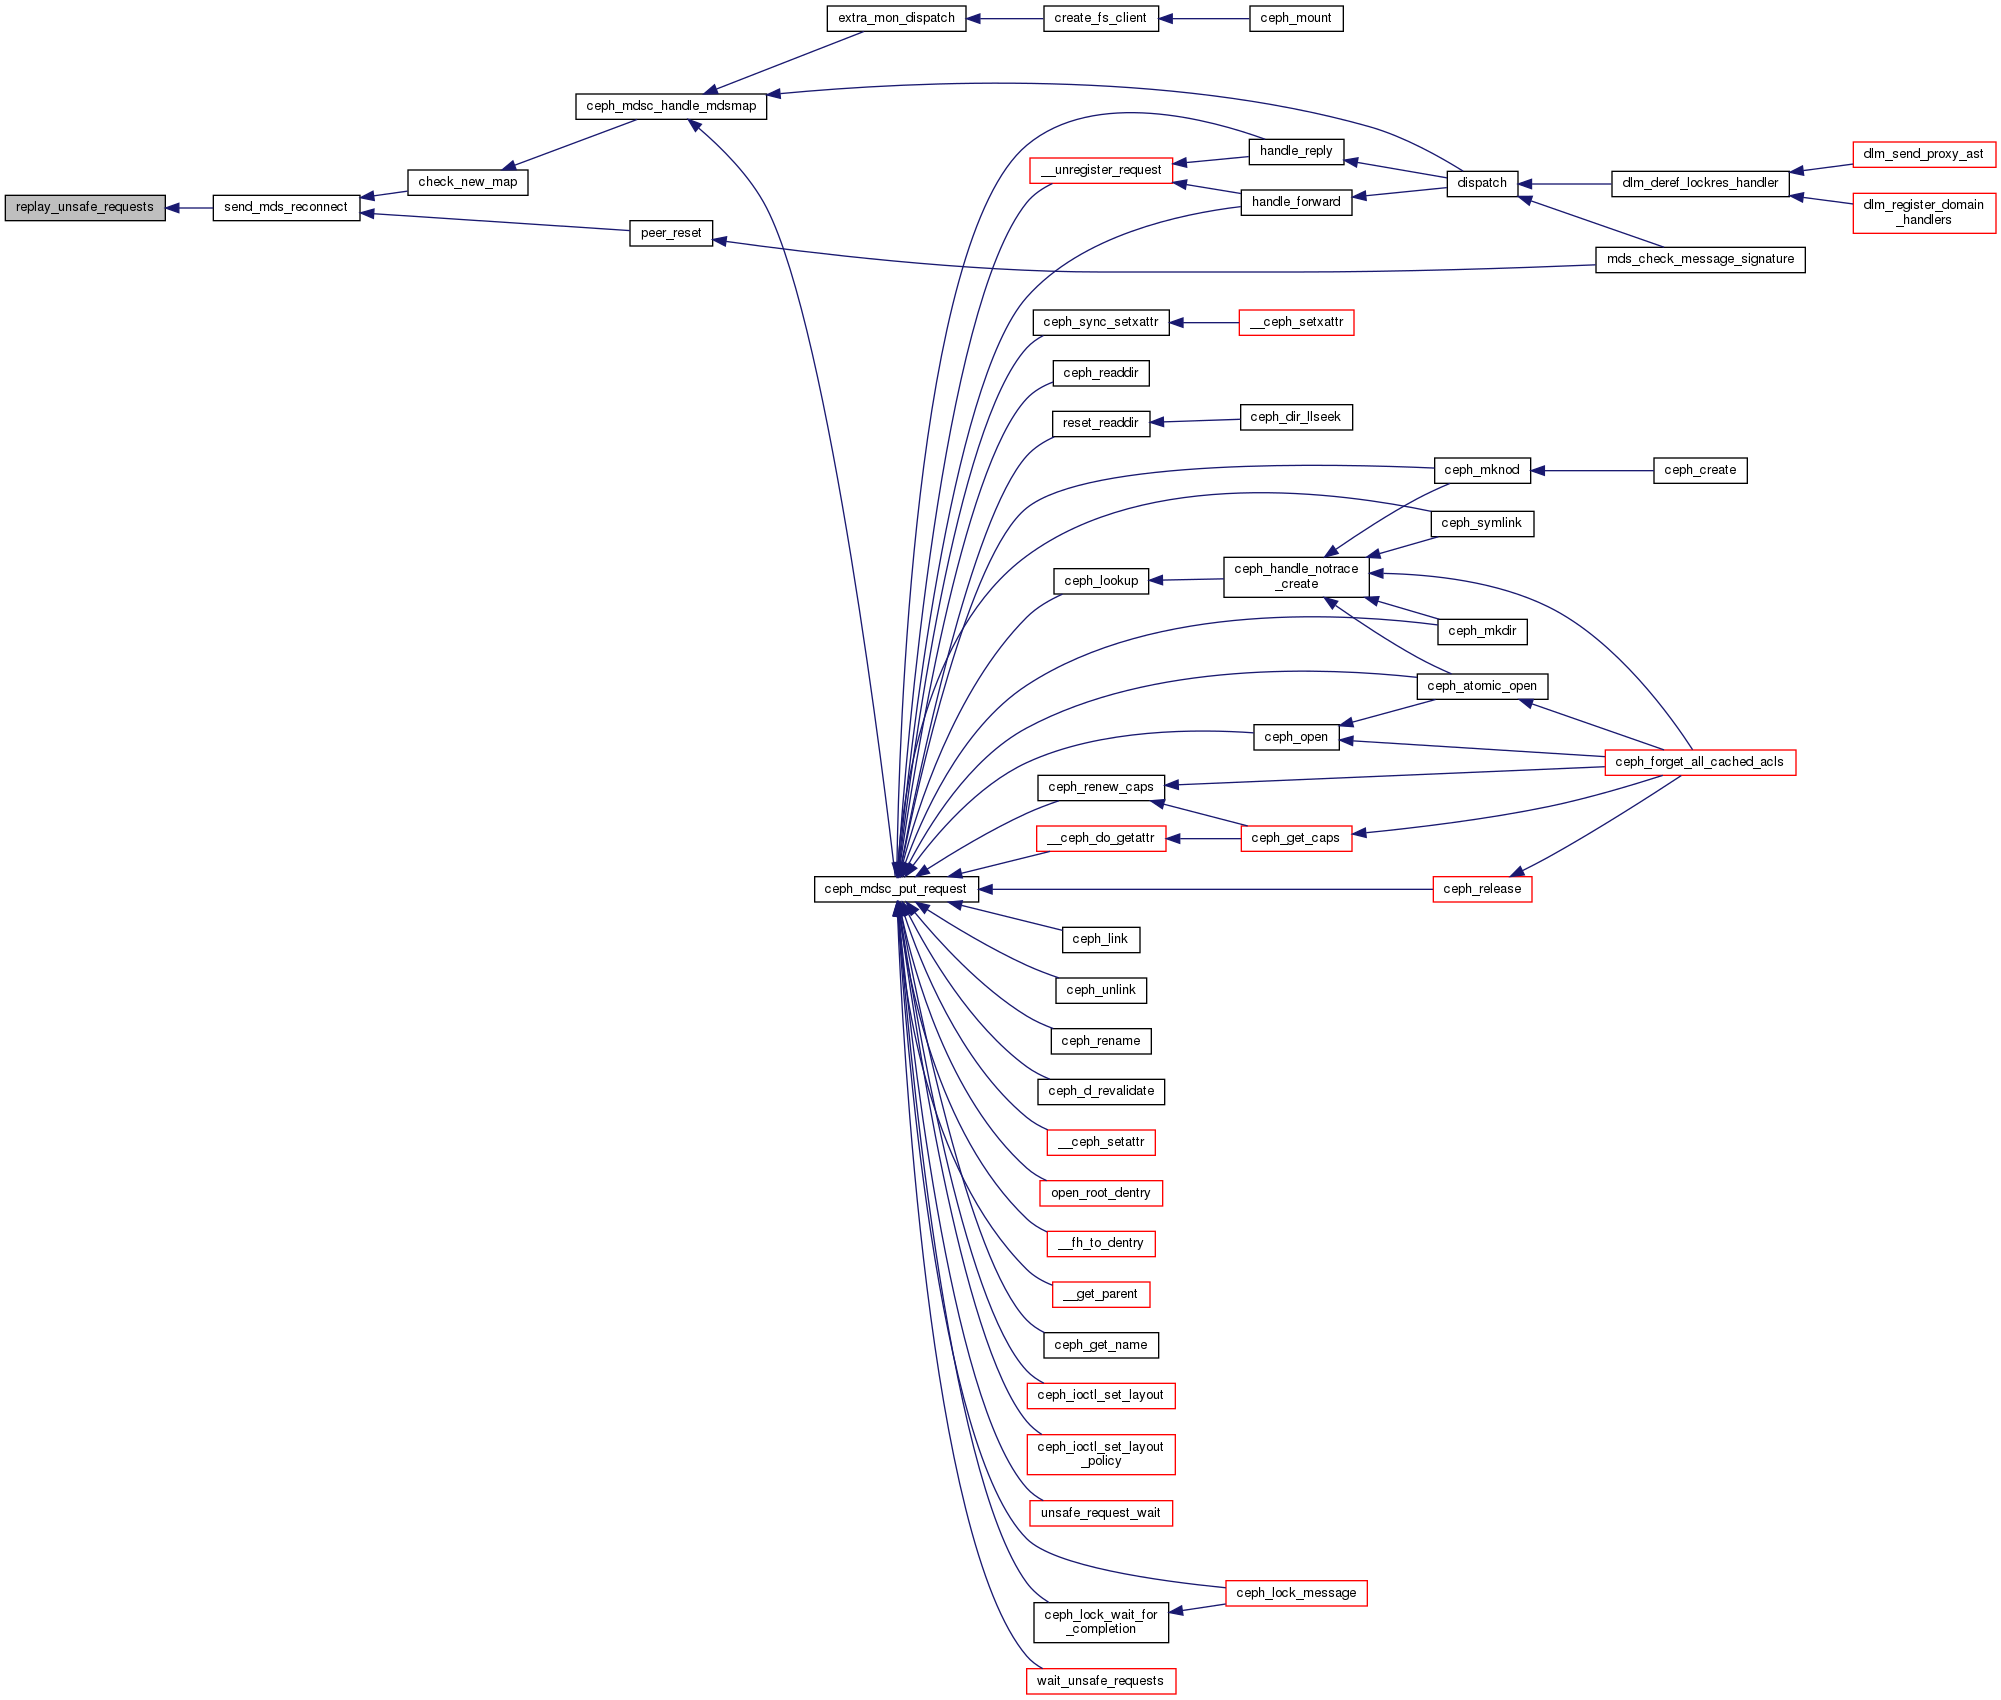 extra_mon_dispatch
create_fs_client
ceph_mount
ceph_mdsc_handle_mdsmap
handle_reply
dlm_send_proxy_ast
__unregister_request
check_new_map
dispatch
dlm_deref_lockres_handler
replay_unsafe_requests
send_mds_reconnect
handle_forward
dlm_register_domain
_handlers
peer_reset
mds_check_message_signature
ceph_sync_setxattr
__ceph_setxattr
ceph_readdir
reset_readdir
ceph_dir_llseek
ceph_mknod
ceph_create
ceph_symlink
ceph_lookup
ceph_handle_notrace
_create
ceph_mkdir
ceph_atomic_open
ceph_open
ceph_forget_all_cached_acls
ceph_renew_caps
__ceph_do_getattr
ceph_get_caps
ceph_mdsc_put_request
ceph_release
ceph_link
ceph_unlink
ceph_rename
ceph_d_revalidate
__ceph_setattr
open_root_dentry
__fh_to_dentry
__get_parent
ceph_get_name
ceph_ioctl_set_layout
ceph_ioctl_set_layout
_policy
unsafe_request_wait
ceph_lock_message
ceph_lock_wait_for
_completion
wait_unsafe_requests